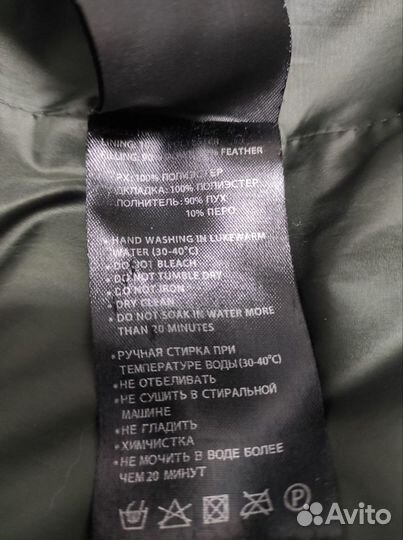 100%
FEATHER
100% ПОЛИЭСТЕР
100% ПОЛИЭСТЕР
ПОЛНИТЕЛЬ: 90% ПУХ
10% ПЕРО
• HAND WASHING IN LUKEWARM
WATER (30-40°C)
• DO NOT BLEACH
• DO NOT TUMBLE DRY
• DO NOT IRON
• DRY CLEAN
• DO NOT SOAK IN WATER MORE
THAN 20 MINUTES
• РУЧНАЯ СТИРКА ПРИ
ТЕМПЕРАТУРЕ ВОДЫ (30-40°C)
• НЕ ОТБЕЛИВАТЬ
• НЕ СУШИТЬ В СТИРАЛЬНОЙ
МАШИНЕ
• НЕ ГЛАДИТЬ
• ХИМЧИСТКА
• НЕ МОЧИТЬ В ВОДЕ БОЛЕЕ
ЧЕМ 20 МИНУТ
P
Avito